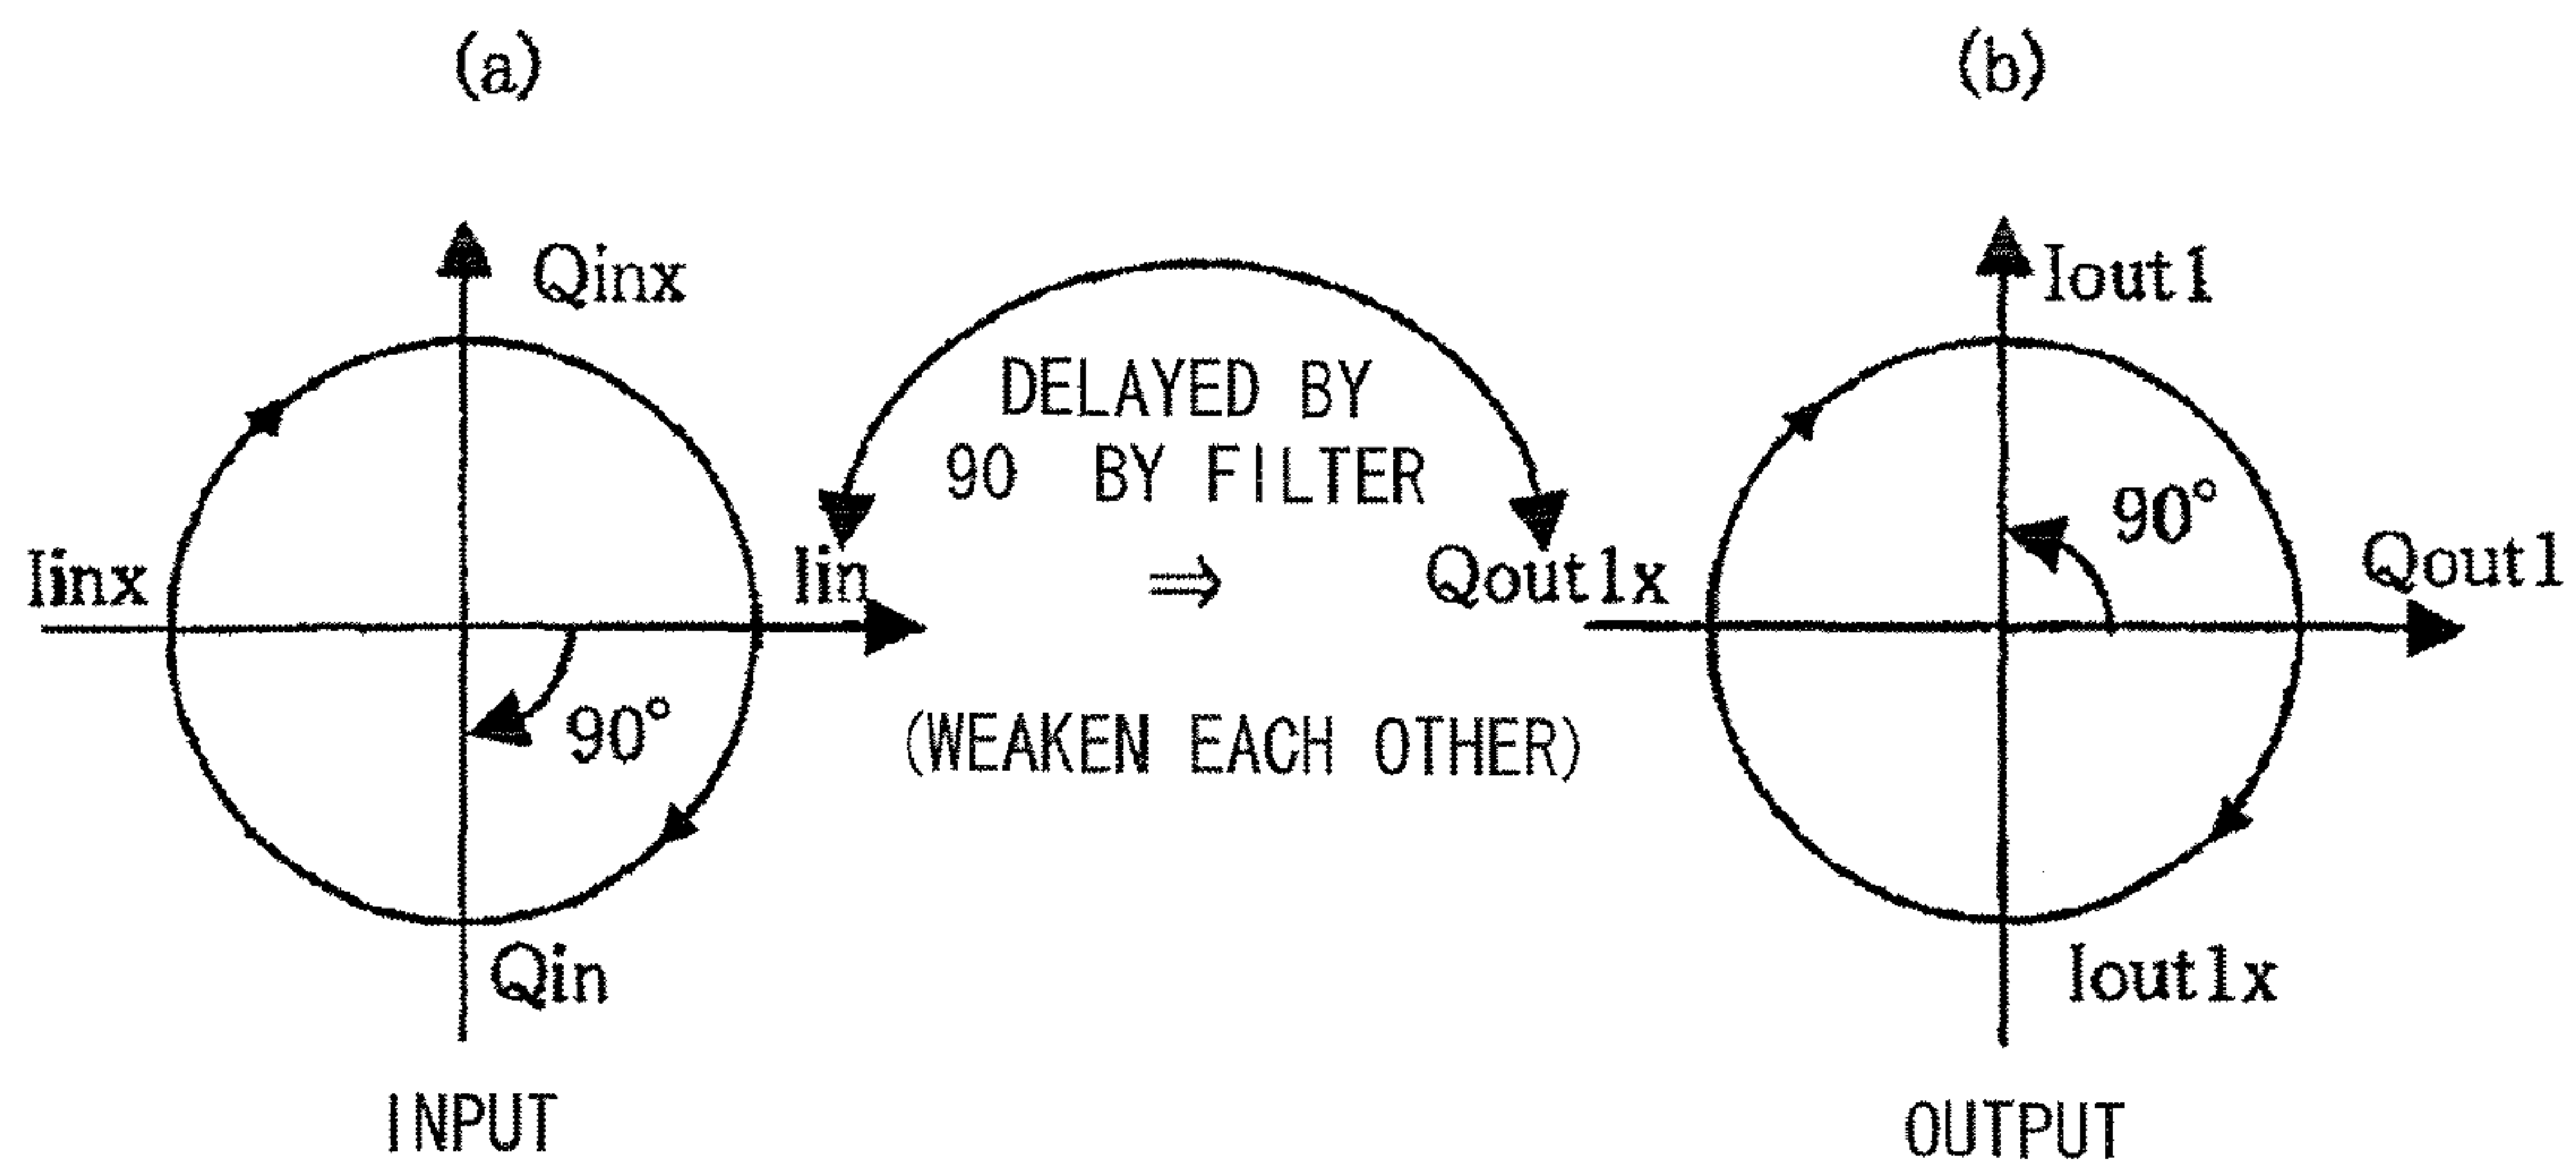 (a)
(b)
Qinx
Iout1
DELAYED BY
90 BY FILTER
90°
Iinx
Iin
⇒
Qout1x
Qout1
90°
(WEAKEN EACH OTHER)
Qin
Iout1x
INPUT
OUTPUT